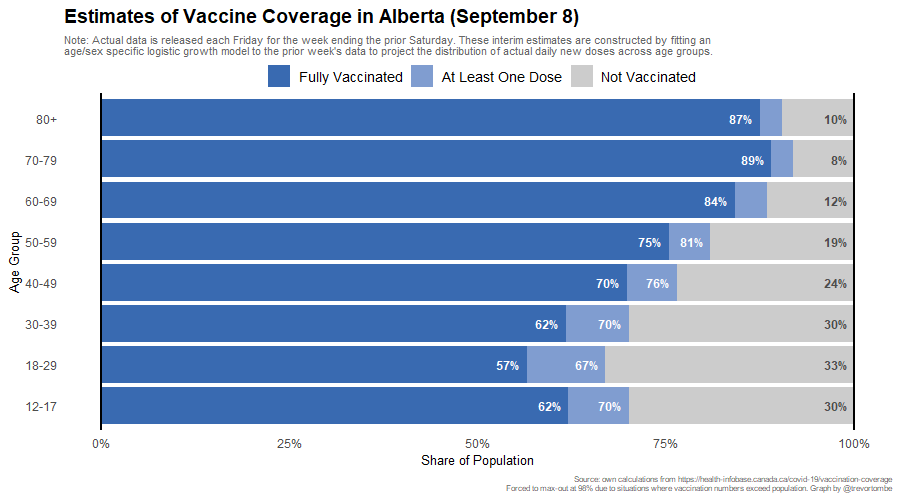 Estimates of Vaccine Coverage in Alberta (September 8)
Note: Actual data is released each Friday for the week ending the prior Saturday. These interim estimates are constructed by fitting an
age/sex specific logistic growth model to the prior week's data to project the distribution of actual daily new doses across age groups.
Fully Vaccinated At Least One Dose Not Vaccinated
80+ 87% 10%
70-79 89% 8%
60-69 84% 12%
50-59 75% 81% 19%
40-49 70% 76% 24%
30-39 62% 70% 30%
18-29 57% 67% 33%
12-17 62% 70% 30%
Age Group
0% 25% 50% 75% 100%
Share of Population
Source: own calculations from https://health-infobase.canada.ca/covid-19/vaccination-coverage
Forced to max-out at 98% due to situations where vaccination numbers exceed population. Graph by @trevortombe